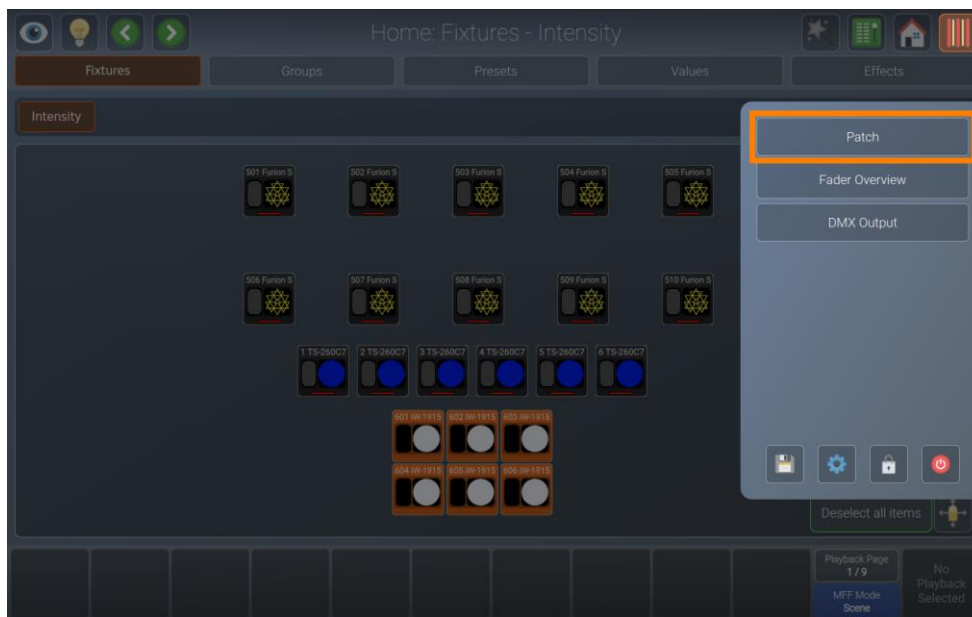 Home: Fixtures - Intensity
Fixtures
Groups
Presets
Values
Effects
Intensity
Patch
Fader Overview
DMX Output
501 Furion S
502 Furion S
503 Furion S
504 Furion S
505 Furion S
506 Furion S
507 Furion S
508 Furion S
509 Furion S
510 Furion S
1 TS-260C7
2 TS-260C7
3 TS-260C7
4 TS-260C7
5 TS-260C7
6 TS-260C7
601 IW-1915
602 IW-1915
603 IW-1915
604 IW-1915
605 IW-1915
606 IW-1915
Deselect all items
Playback Page
1 / 9
MFF Mode
Scene
No
Playback
Selected